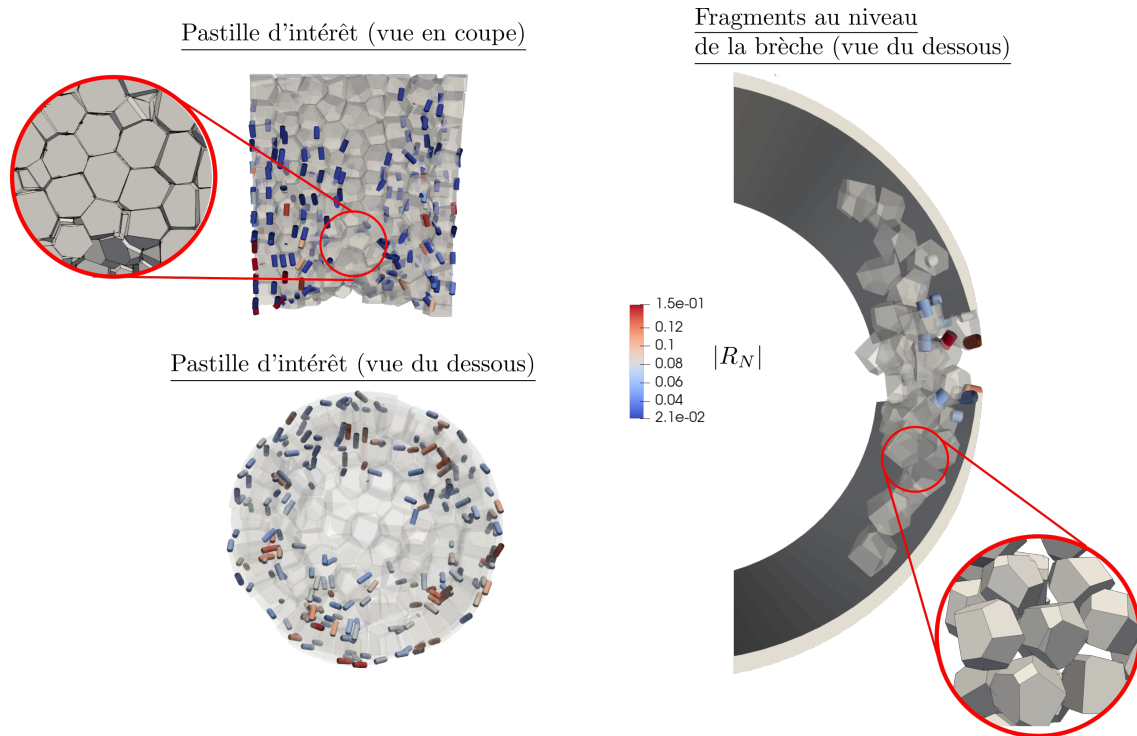 Pastille d'intérêt (vue en coupe)
Fragments au niveau
de la brèche (vue du dessous)
Pastille d'intérêt (vue du dessous)
1.5e-01
0.12
0.10
0.08
0.06
0.04
2.1e-02
|R_N|